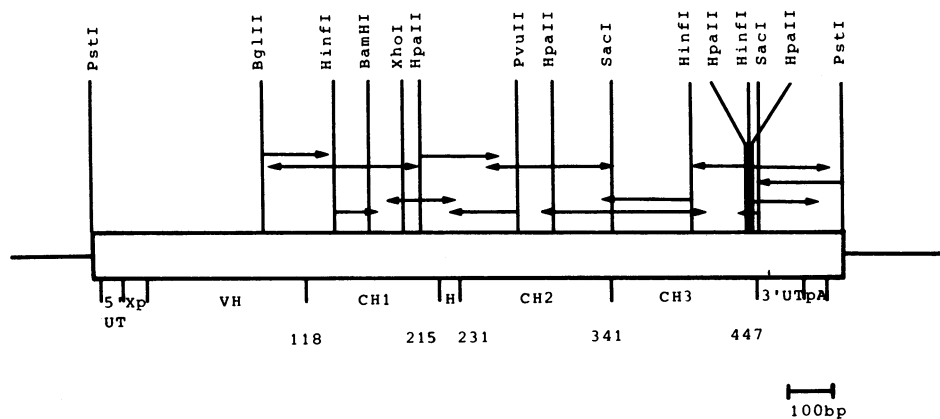 PstI
BglII
HinfI
BamHI
XhoI
HpaII
PvuII
HpaII
SacI
HinfI
HpaII
HinfI
SacI
HpaII
PstI
5' Xp VH CH1 H CH2 CH3 3'UT pA
UT
118 215 231 341 447
100bp